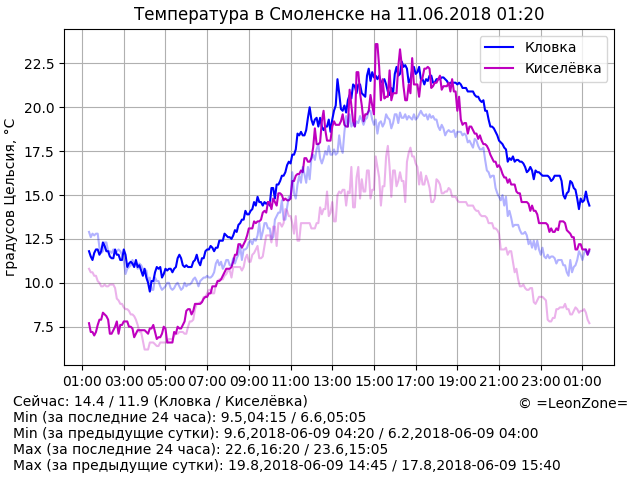 Температура в Смоленске на 11.06.2018 01:20
Кловка
Киселёвка
градусов Цельсия, °C
22.5
20.0
17.5
15.0
12.5
10.0
7.5
01:00 03:00 05:00 07:00 09:00 11:00 13:00 15:00 17:00 19:00 21:00 23:00 01:00
Сейчас: 14.4 / 11.9 (Кловка / Киселёвка)
© =LeonZone=
Min (за последние 24 часа): 9.5,04:15 / 6.6,05:05
Min (за предыдущие сутки): 9.6,2018-06-09 04:20 / 6.2,2018-06-09 04:00
Max (за последние 24 часа): 22.6,16:20 / 23.6,15:05
Max (за предыдущие сутки): 19.8,2018-06-09 14:45 / 17.8,2018-06-09 15:40